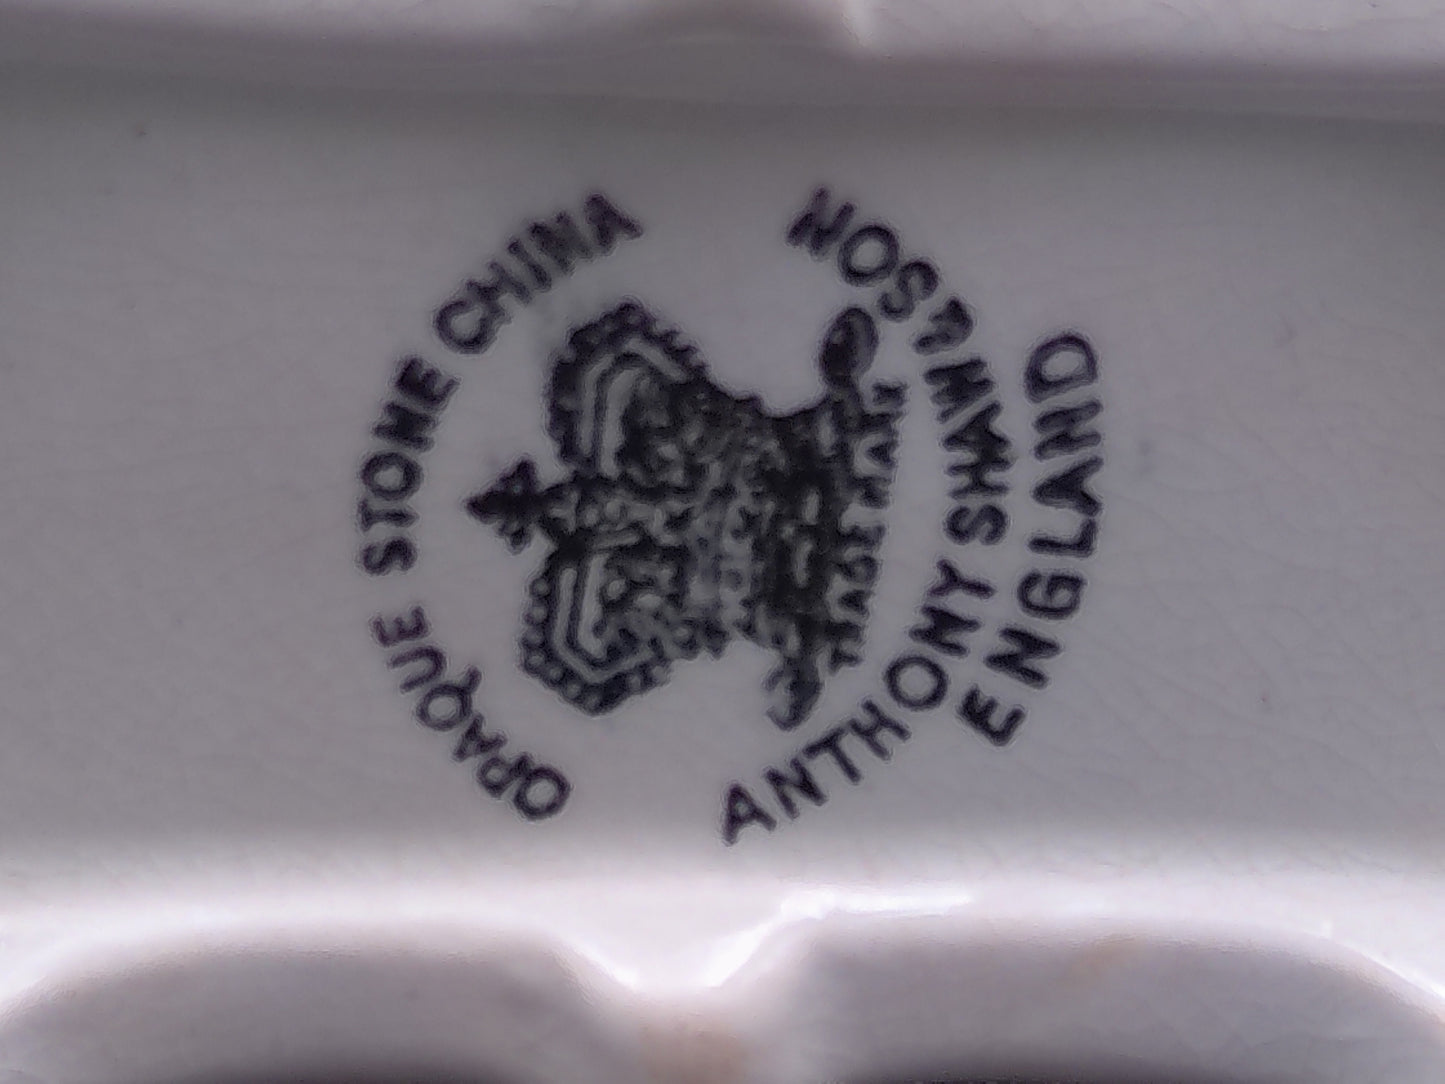 OPAQUE STONE CHINA
TRADE MARK
ANTHONY SHAW & SON
ENGLAND